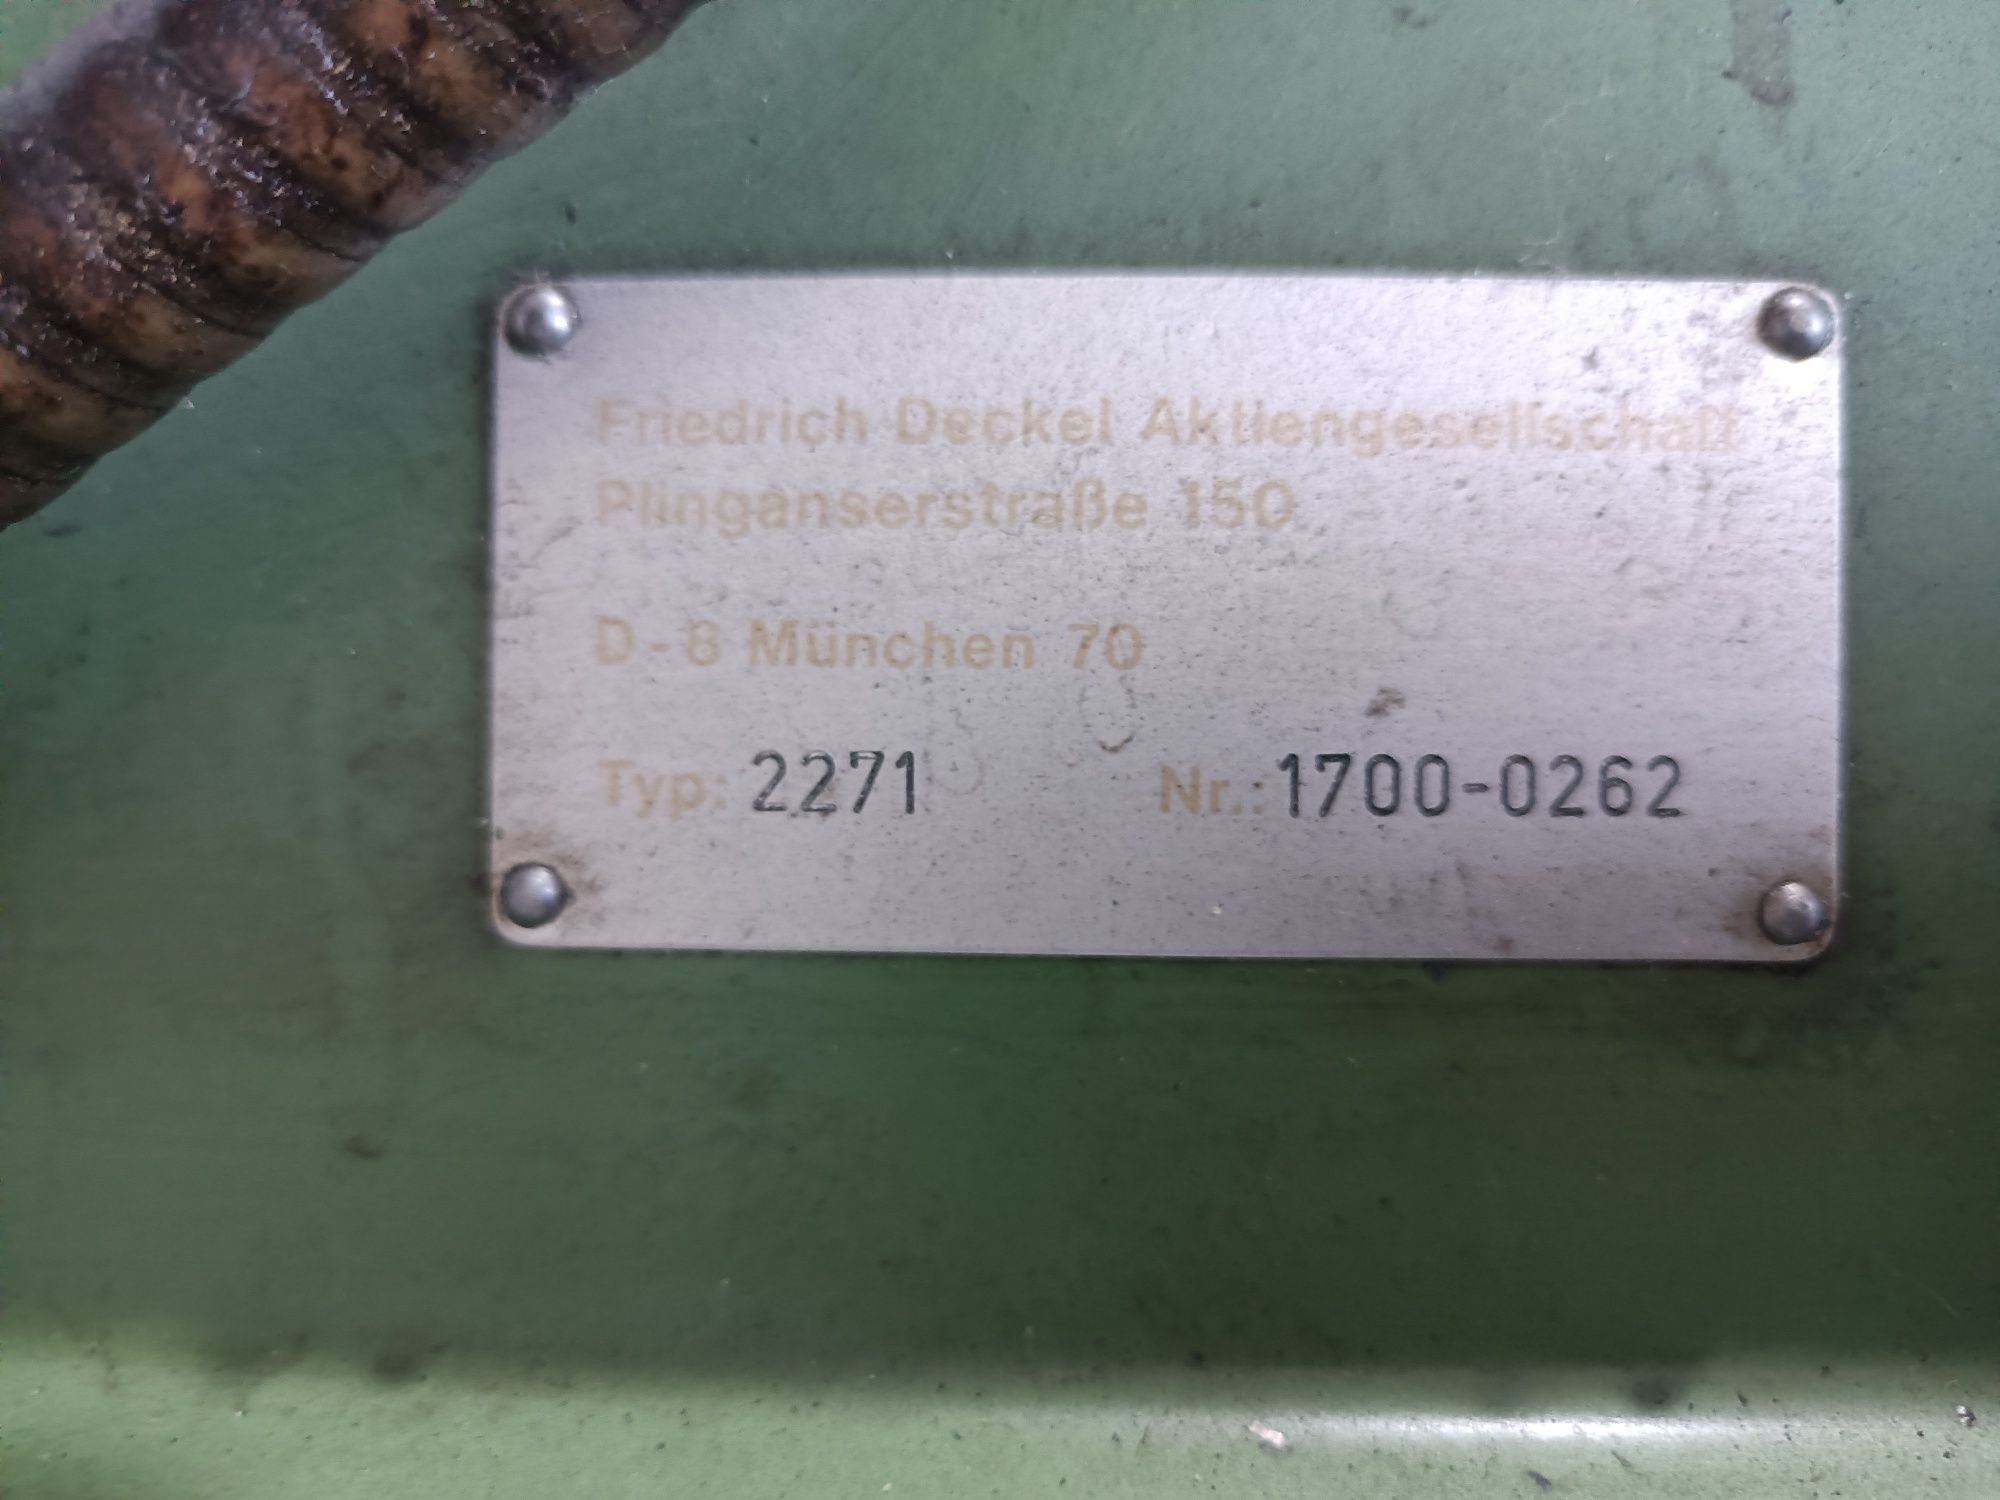 Friedrich Deckel Aktiengesellschaft
Plinganserstraße 150
D-8 München 70
Typ: 2271 Nr.: 1700-0262